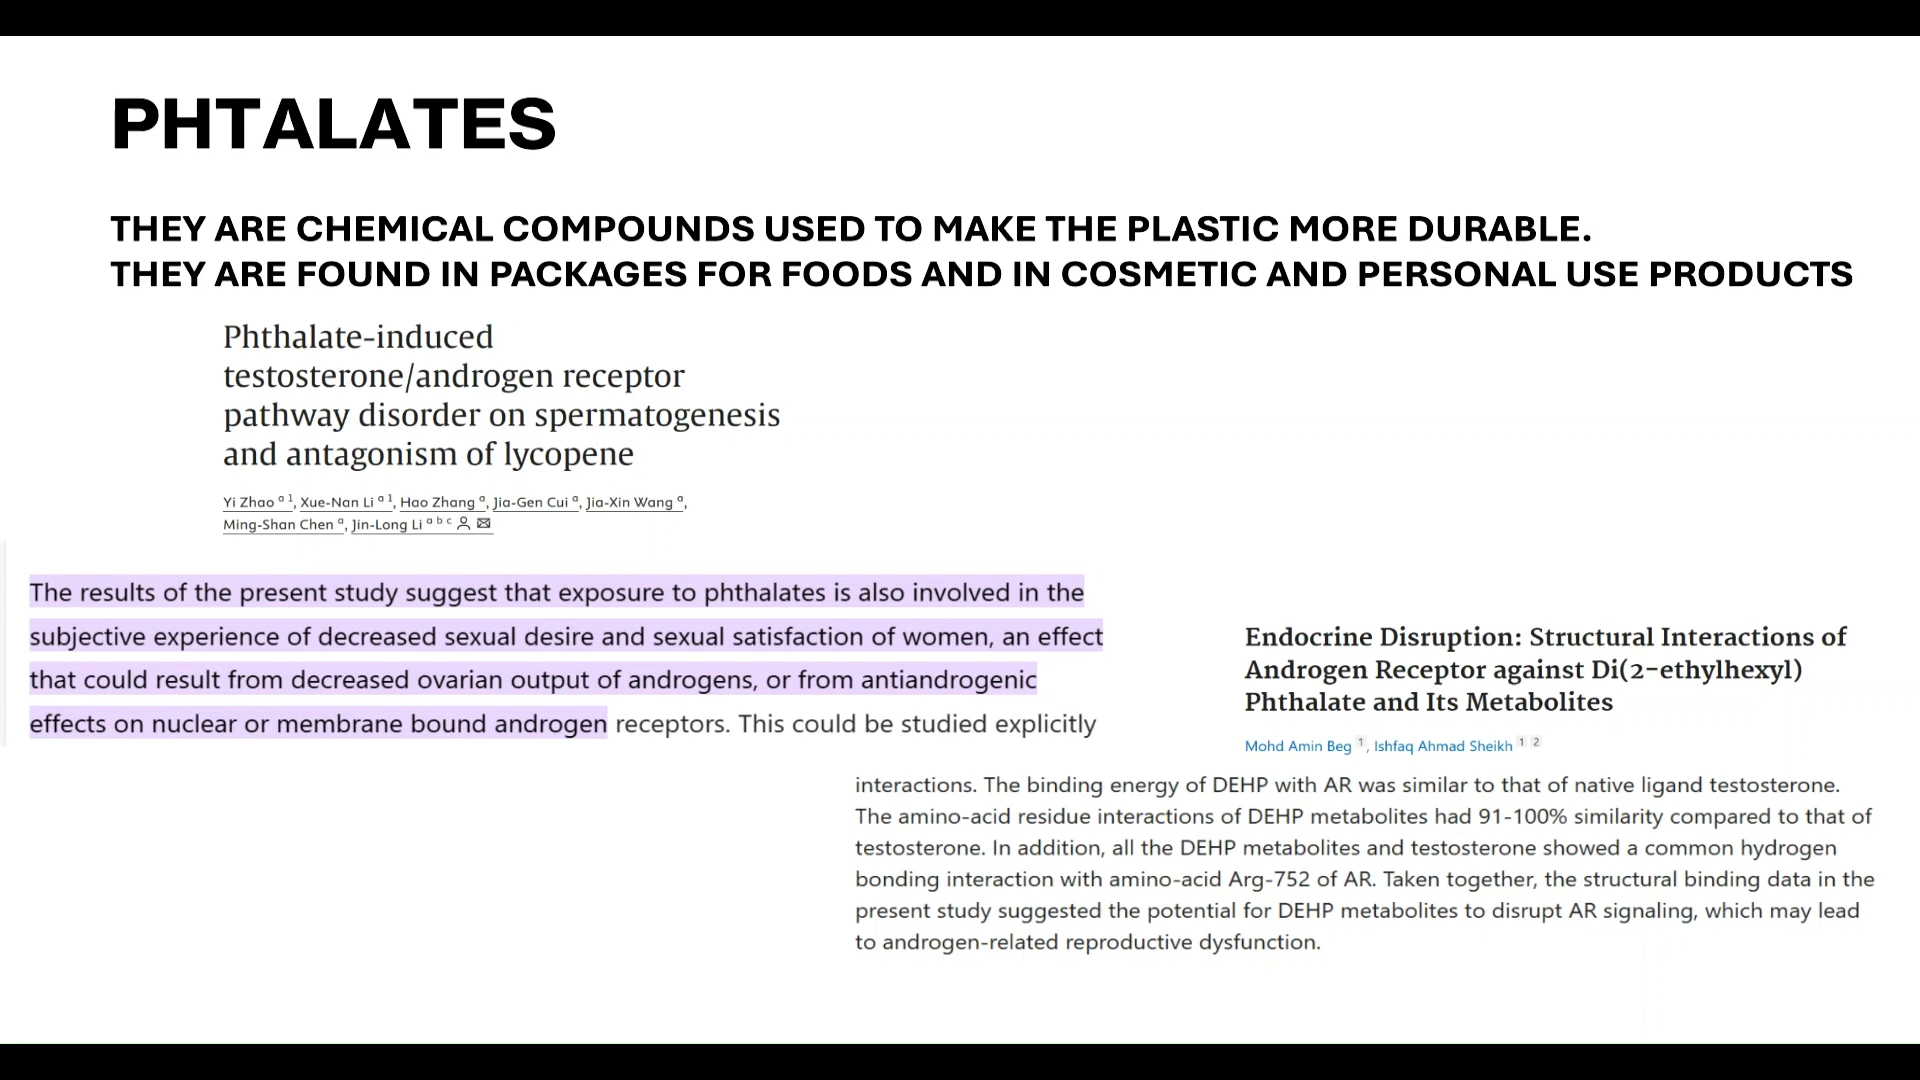 PHTALATES
THEY ARE CHEMICAL COMPOUNDS USED TO MAKE THE PLASTIC MORE DURABLE.
THEY ARE FOUND IN PACKAGES FOR FOODS AND IN COSMETIC AND PERSONAL USE PRODUCTS
Phthalate-induced
testosterone/androgen receptor
pathway disorder on spermatogenesis
and antagonism of lycopene
Yi Zhao a 1, Xue-Nan Li a 1, Hao Zhang a, Jia-Gen Cui a, Jia-Xin Wang a,
Ming-Shan Chen a, Jin-Long Li a b c
The results of the present study suggest that exposure to phthalates is also involved in the
subjective experience of decreased sexual desire and sexual satisfaction of women, an effect
that could result from decreased ovarian output of androgens, or from antiandrogenic
effects on nuclear or membrane bound androgen receptors. This could be studied explicitly
Endocrine Disruption: Structural Interactions of
Androgen Receptor against Di(2-ethylhexyl)
Phthalate and Its Metabolites
Mohd Amin Beg 1, Ishfaq Ahmad Sheikh 1 2
interactions. The binding energy of DEHP with AR was similar to that of native ligand testosterone.
The amino-acid residue interactions of DEHP metabolites had 91-100% similarity compared to that of
testosterone. In addition, all the DEHP metabolites and testosterone showed a common hydrogen
bonding interaction with amino-acid Arg-752 of AR. Taken together, the structural binding data in the
present study suggested the potential for DEHP metabolites to disrupt AR signaling, which may lead
to androgen-related reproductive dysfunction.